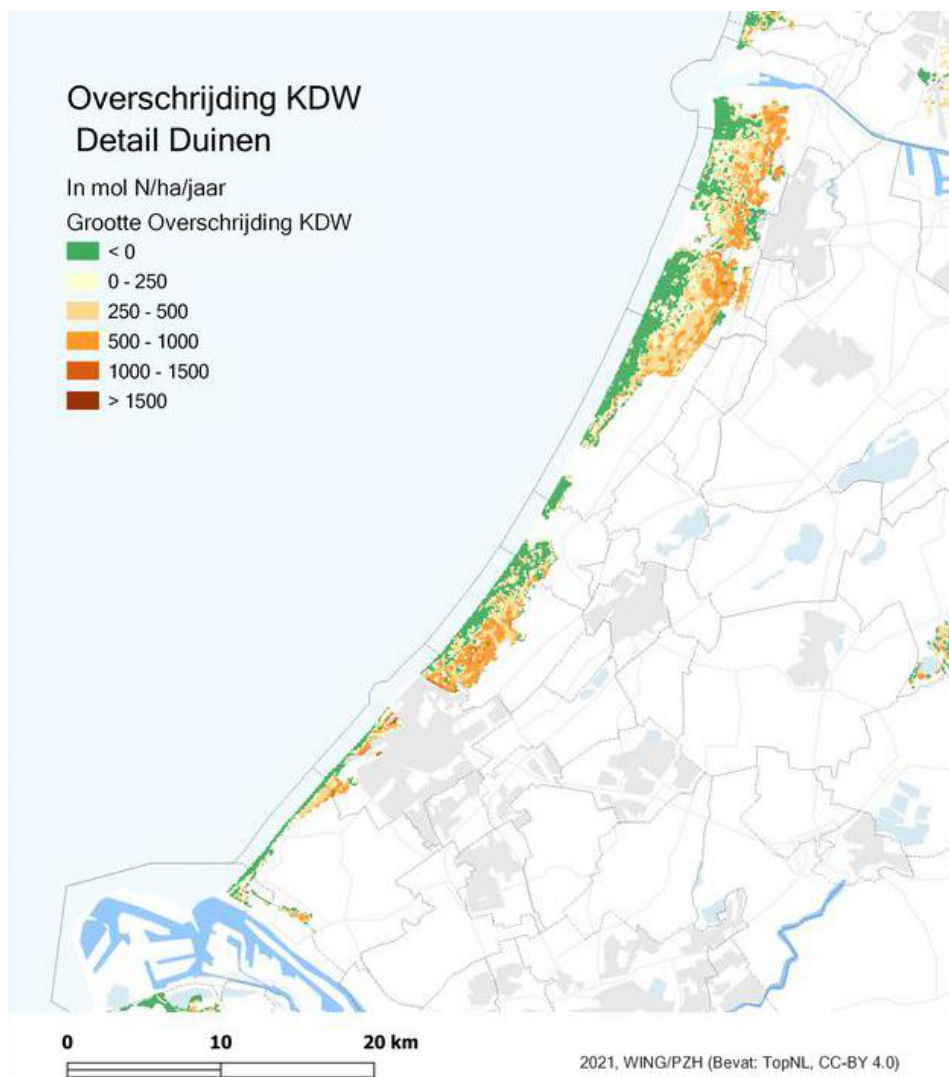 Overschrijding KDW
Detail Duinen
In mol N/ha/jaar
Grootte Overschrijding KDW
< 0
0 - 250
250 - 500
500 - 1000
1000 - 1500
> 1500
0 10 20 km
2021, WING/PZH (Bevat: TopNL, CC-BY 4.0)